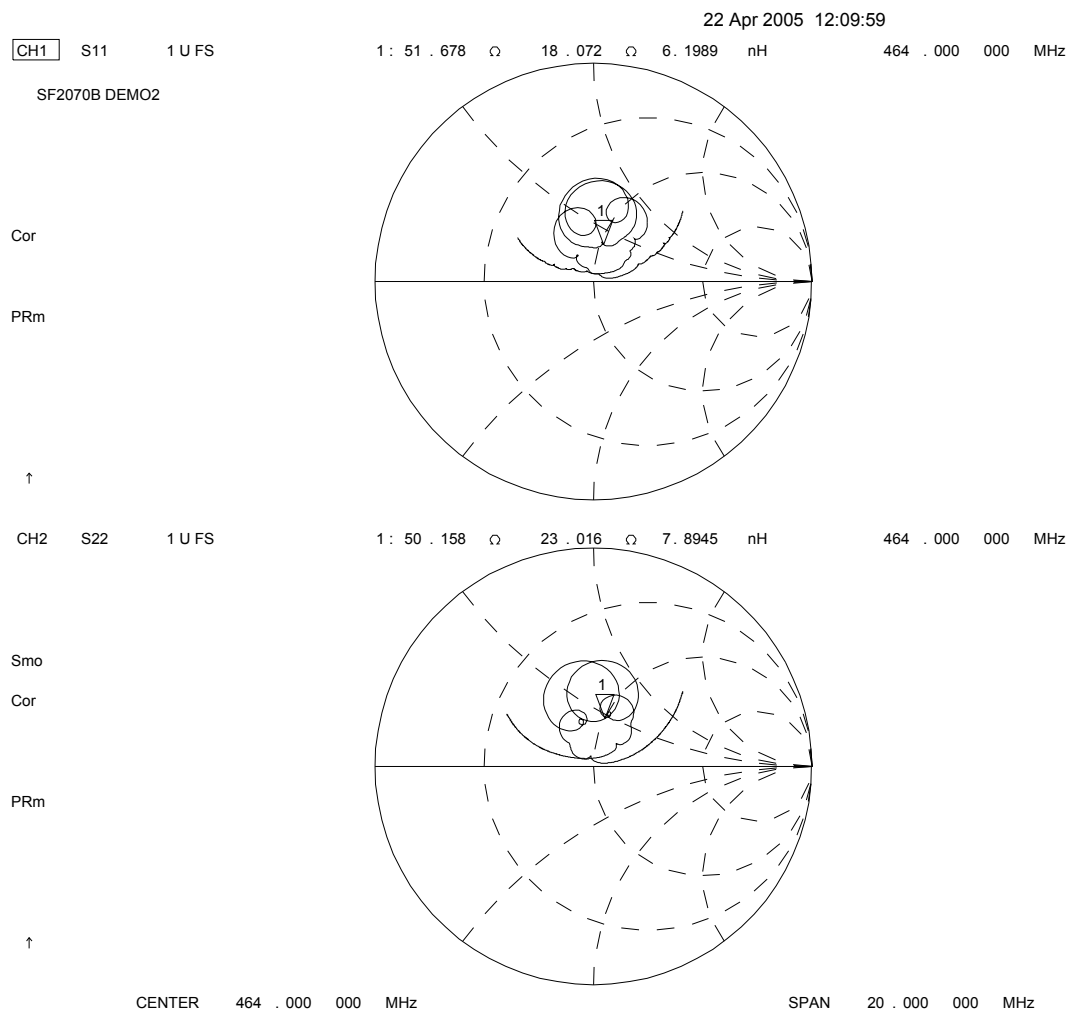 22 Apr 2005 12:09:59
CH1 S11 1 U FS 1: 51 . 678 Ω 18 . 072 Ω 6. 1989 nH 464 . 000 000 MHz
SF2070B DEMO2
1
Cor
PRm
↑
CH2 S22 1 U FS 1: 50 . 158 Ω 23 . 016 Ω 7. 8945 nH 464 . 000 000 MHz
Smo
1
Cor
PRm
↑
CENTER 464 . 000 000 MHz SPAN 20 . 000 000 MHz